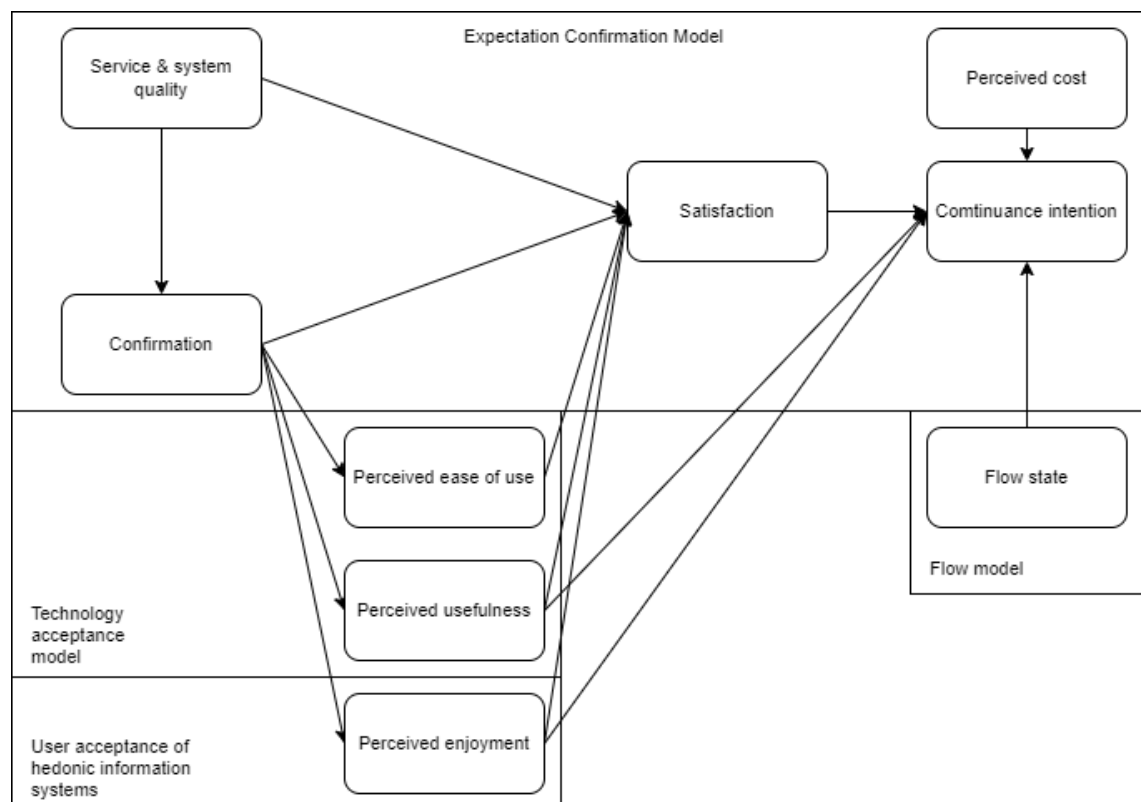 Expectation Confirmation Model
Service & system
quality
Perceived cost
Satisfaction
Comtinuance intention
Confirmation
Perceived ease of use
Flow state
Flow model
Perceived usefulness
Technology
acceptance
model
Perceived enjoyment
User acceptance of
hedonic information
systems